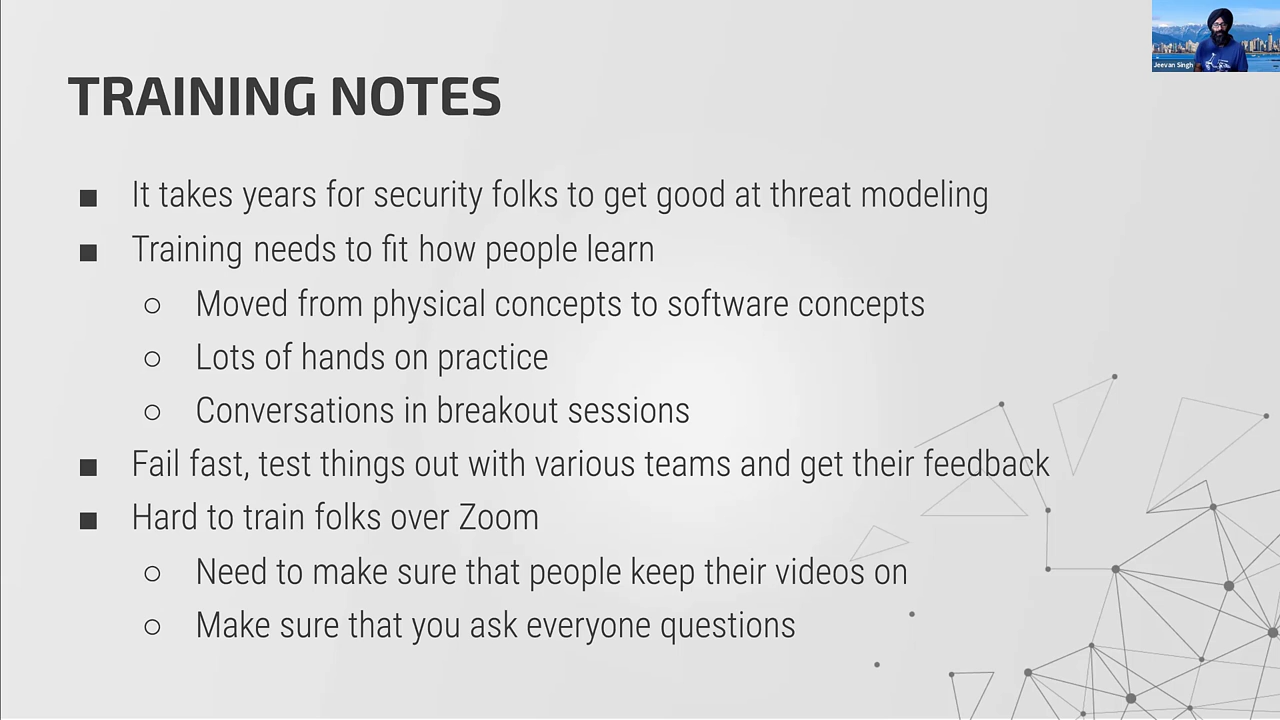 Jeevan Singh
TRAINING NOTES
■ It takes years for security folks to get good at threat modeling
■ Training needs to fit how people learn
○ Moved from physical concepts to software concepts
○ Lots of hands on practice
○ Conversations in breakout sessions
■ Fail fast, test things out with various teams and get their feedback
■ Hard to train folks over Zoom
○ Need to make sure that people keep their videos on
○ Make sure that you ask everyone questions